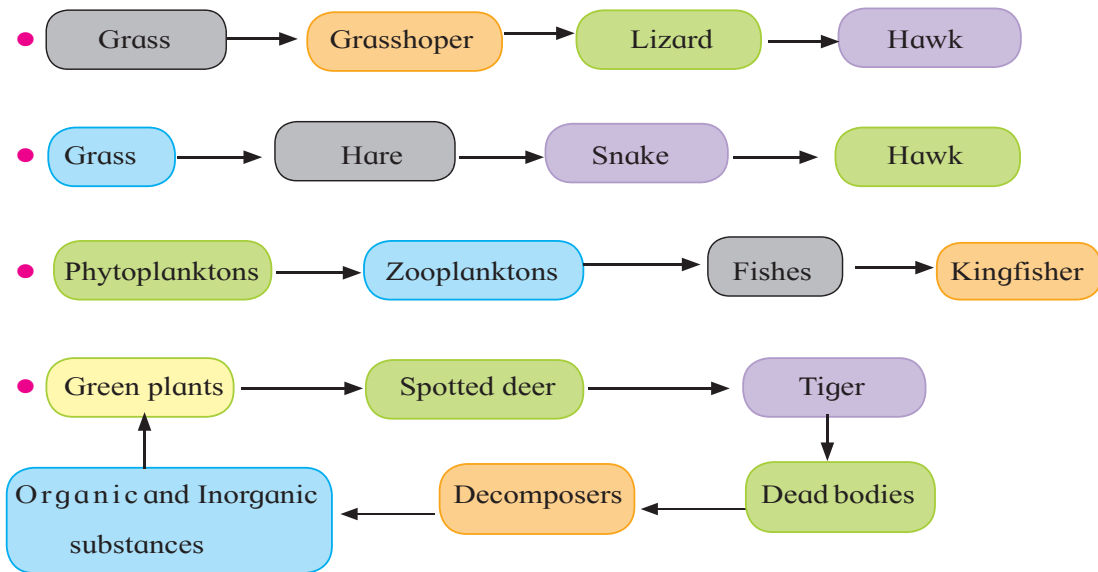 Grass Grasshoper Lizard Hawk
Grass Hare Snake Hawk
Phytoplanktons Zooplanktons Fishes Kingfisher
Green plants Spotted deer Tiger
Organic and Inorganic Decomposers Dead bodies
substances